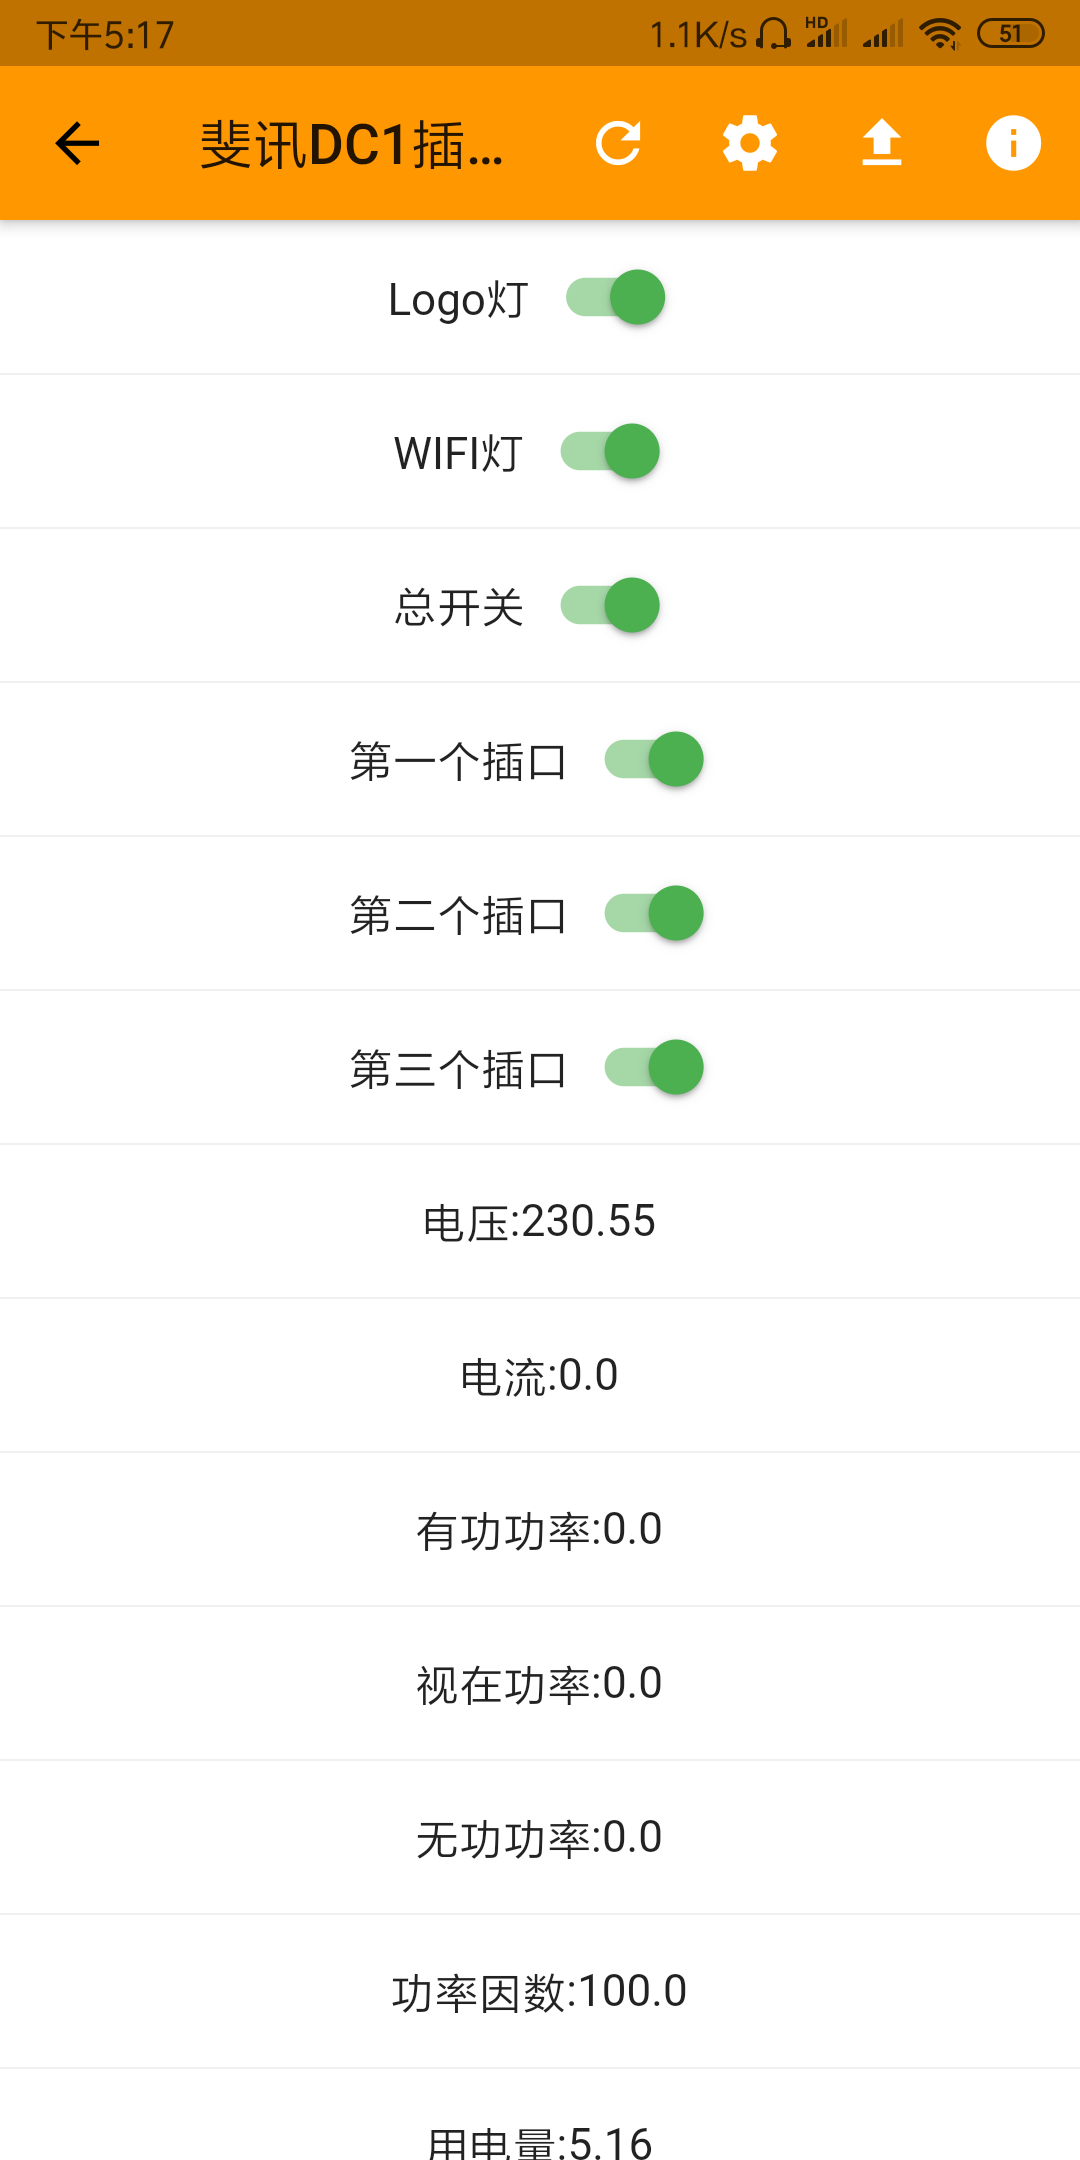 下午5:17
1.1K/s
HD
51
斐讯DC1插...
Logo灯
WIFI灯
总开关
第一个插口
第二个插口
第三个插口
电压:230.55
电流:0.0
有功功率:0.0
视在功率:0.0
无功功率:0.0
功率因数:100.0
用电量:5.16